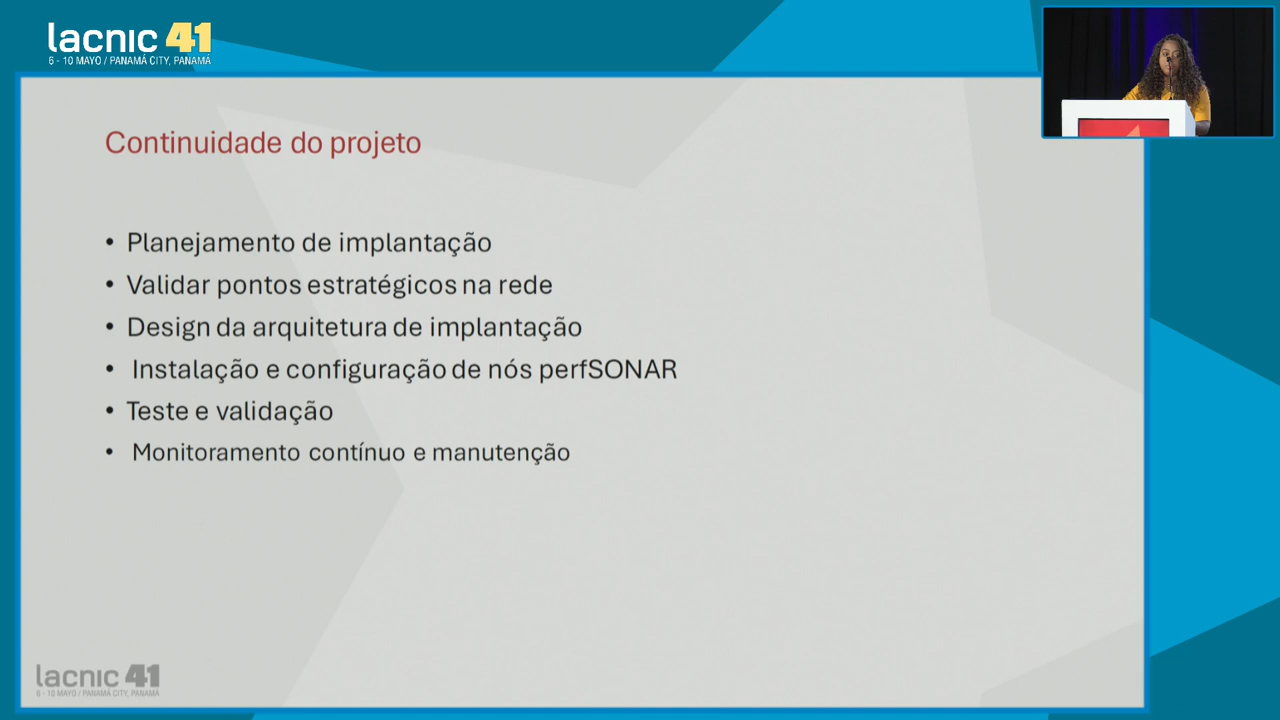 lacnic 41
6 - 10 MAYO / PANAMÁ CITY, PANAMÁ
Continuidade do projeto
• Planejamento de implantação
• Validar pontos estratégicos na rede
• Design da arquitetura de implantação
• Instalação e configuração de nós perfSONAR
• Teste e validação
• Monitoramento contínuo e manutenção
lacnic 41
6 - 10 MAYO / PANAMÁ CITY, PANAMÁ